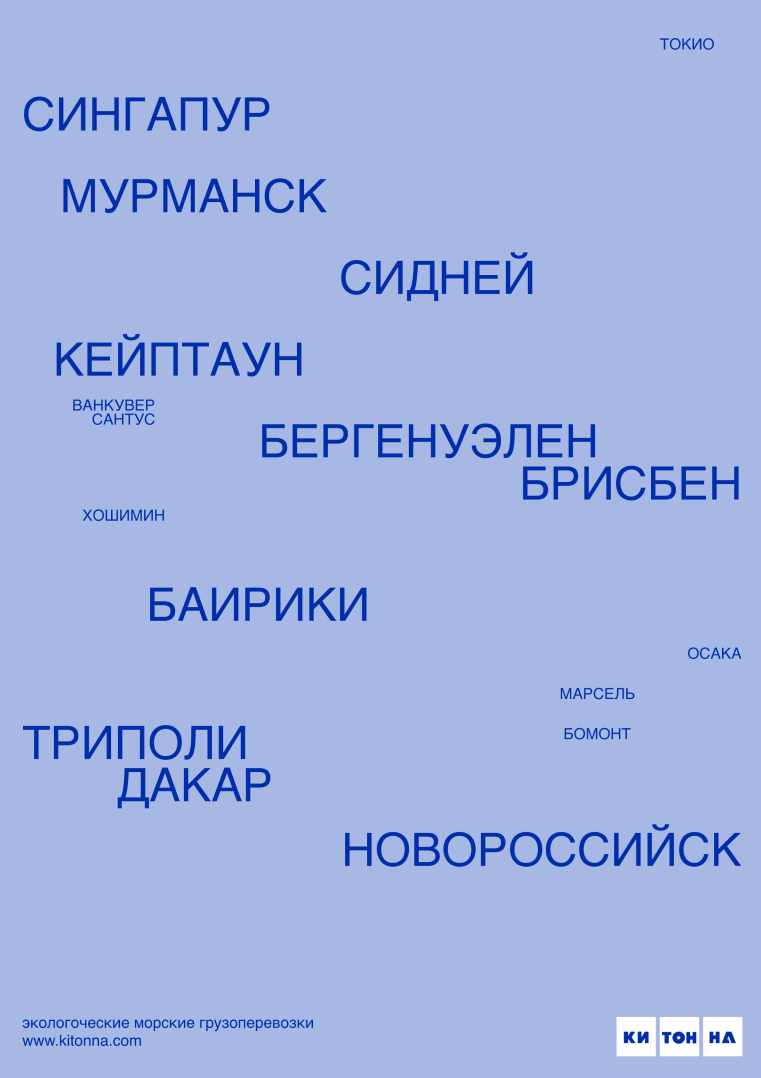 ТОКИО
СИНГАПУР
МУРМАНСК
СИДНЕЙ
КЕЙПТАУН
ВАНКУВЕР
САНТУС
БЕРГЕНУЭЛЕН
БРИСБЕН
ХОШИМИН
БАИРИКИ
ОСАКА
МАРСЕЛЬ
БОМОНТ
ТРИПОЛИ
ДАКАР
НОВОРОССИЙСК
экологоческие морские грузоперевозки
www.kitonna.com
КИ ТОН НА